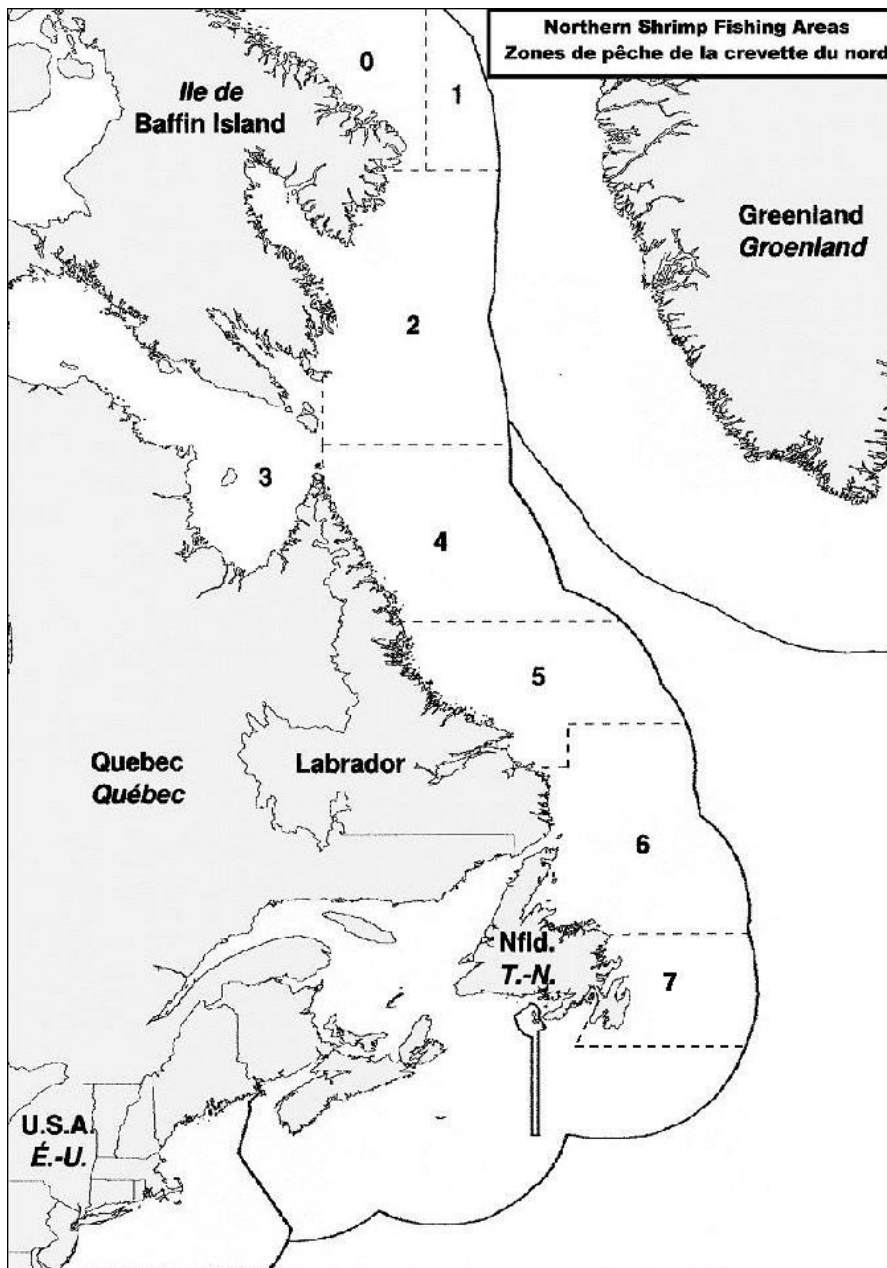 Northern Shrimp Fishing Areas
Zones de pêche de la crevette du nord
0
1
Ile de
Baffin Island
Greenland
Groenland
2
3
4
5
Quebec
Québec
Labrador
6
Nfld.
T.-N.
7
U.S.A.
É.-U.